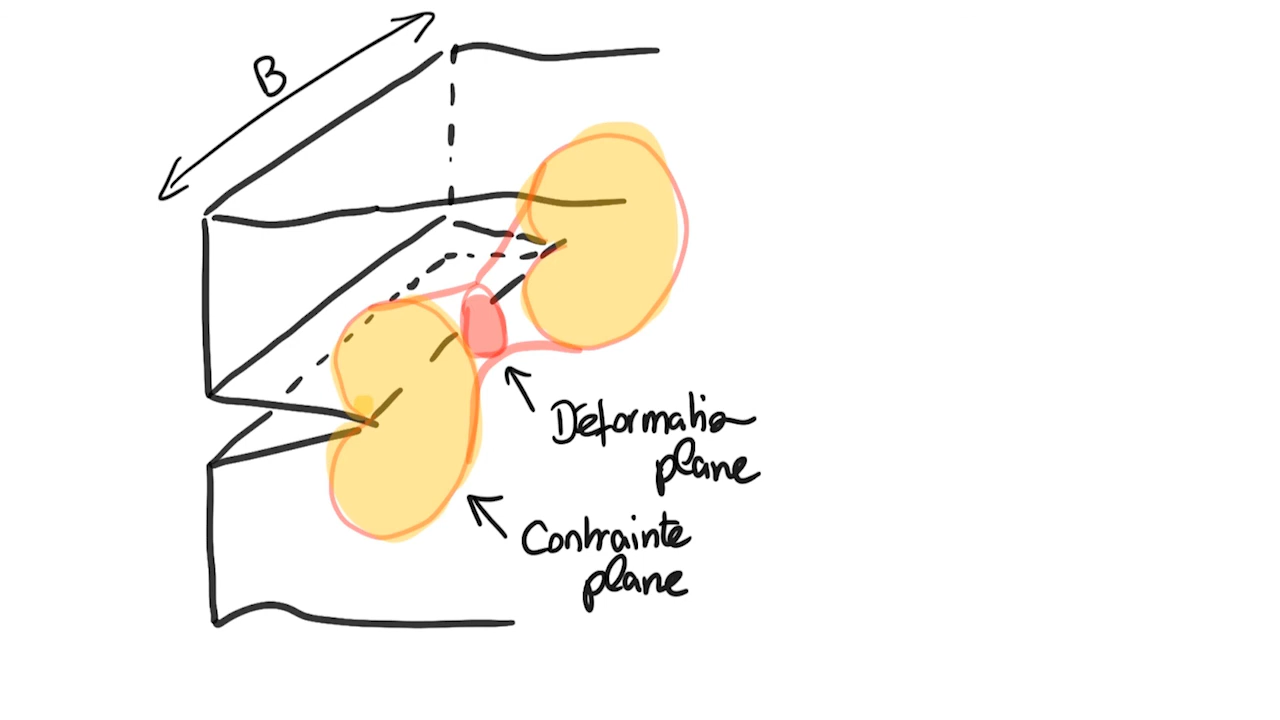 B
Déformation
plane
Contrainte
plane